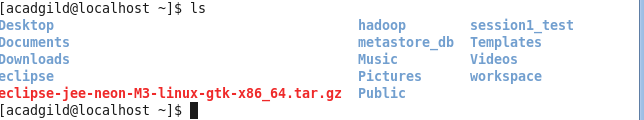 [acadgild@localhost ~]$ ls
Desktop hadoop session1_test
Documents metastore_db Templates
Downloads Music Videos
eclipse Pictures workspace
eclipse-jee-neon-M3-linux-gtk-x86_64.tar.gz Public
[acadgild@localhost ~]$